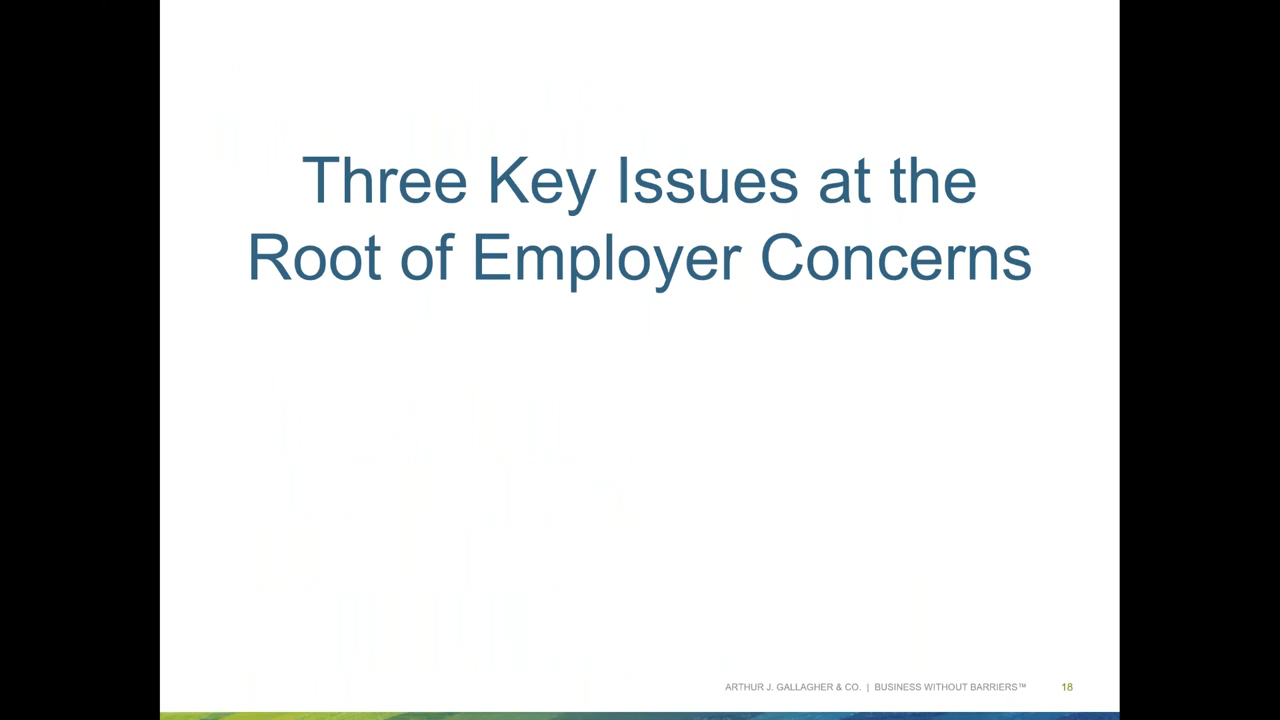 Three Key Issues at the
Root of Employer Concerns
ARTHUR J. GALLAGHER & CO. | BUSINESS WITHOUT BARRIERS™ 18